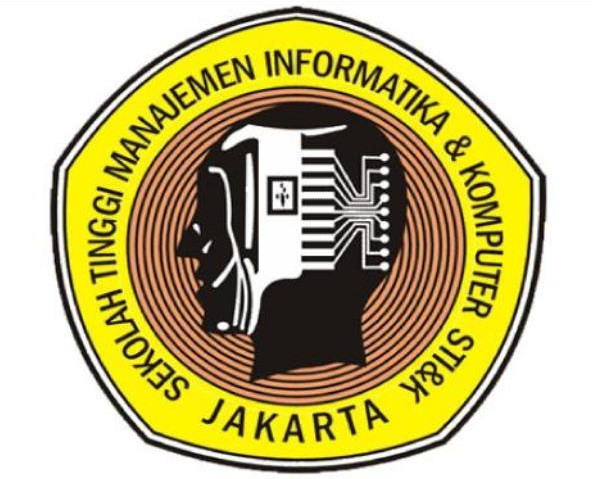 SEKOLAH TINGGI MANAJEMEN INFORMATIKA & KOMPUTER STI&K
JAKARTA